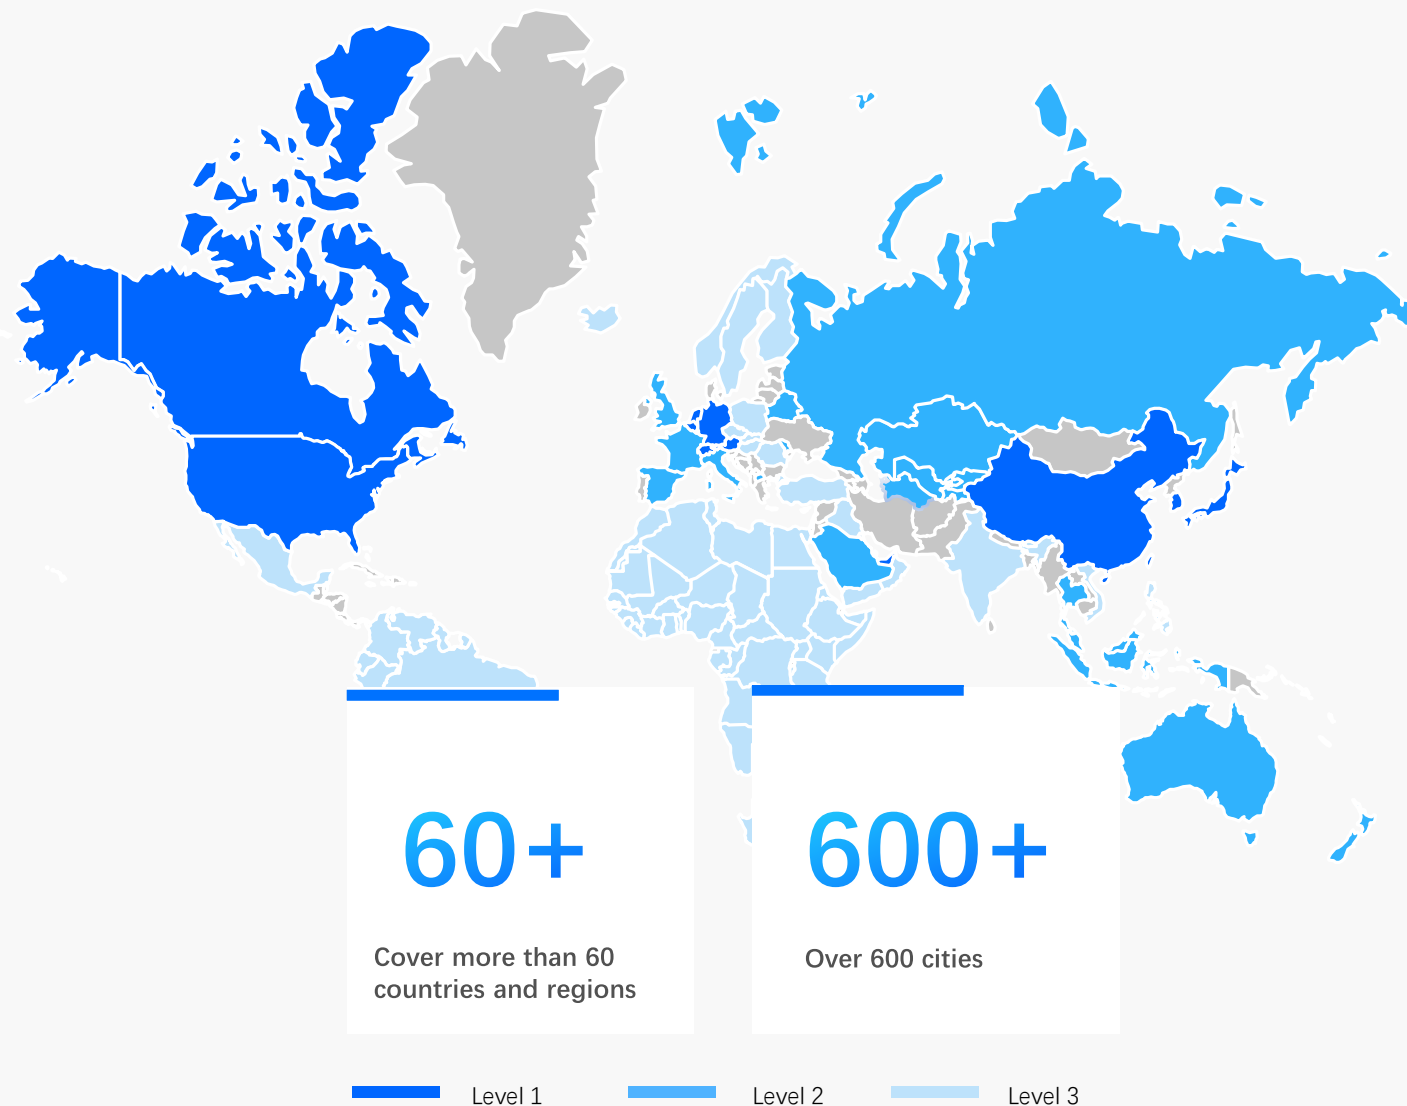 60+
Cover more than 60
countries and regions
600+
Over 600 cities
Level 1
Level 2
Level 3